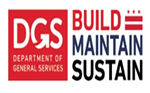 DGS
DEPARTMENT OF
GENERAL SERVICES
BUILD
MAINTAIN
SUSTAIN